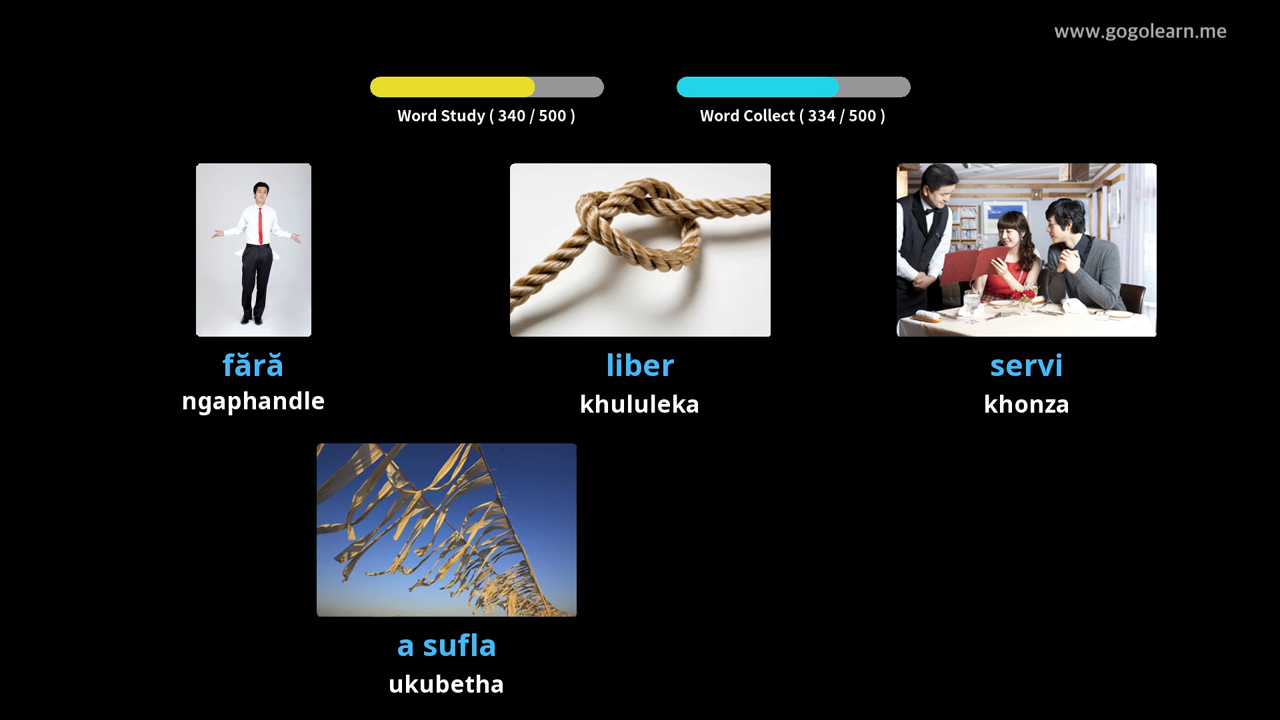 www.gogolearn.me
Word Study ( 340 / 500 )
Word Collect ( 334 / 500 )
fără
ngaphandle
liber
khululeka
servi
khonza
a sufla
ukubetha